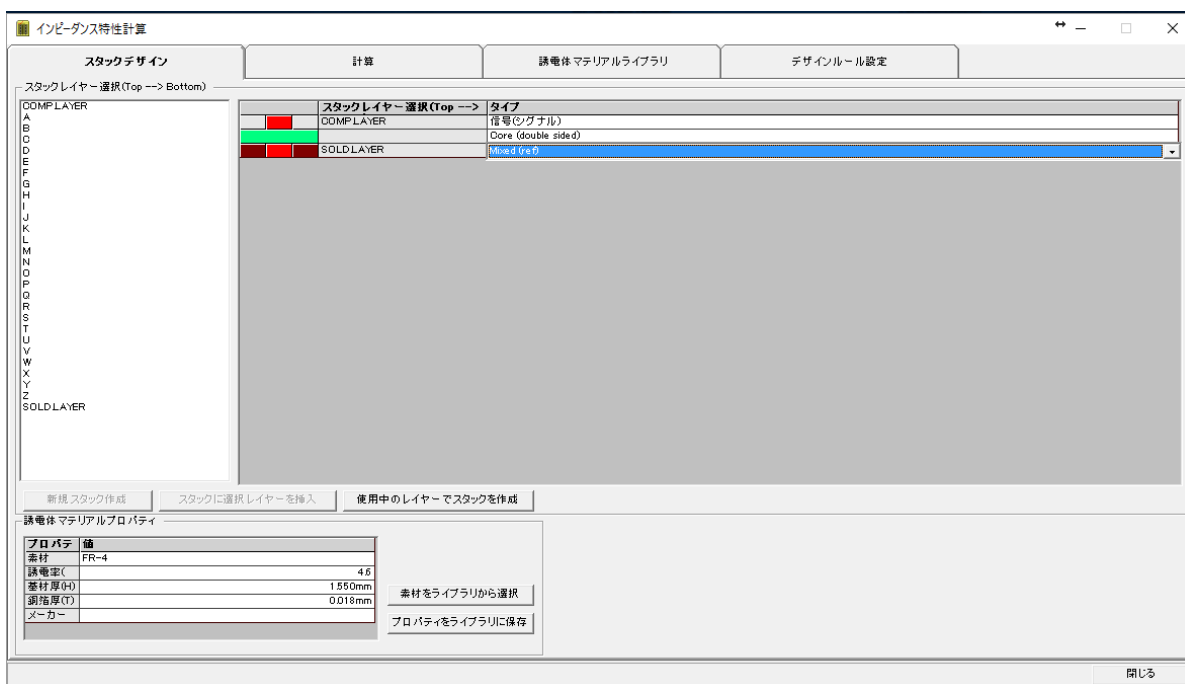 インピーダンス特性計算
スタックデザイン
計算
誘電体マテリアルライブラリ
デザインルール設定
スタックレイヤー選択(Top --> Bottom)
COMPLAYER
A
B
C
D
E
F
G
H
I
J
K
L
M
N
O
P
Q
R
S
T
U
V
W
X
Y
Z
SOLDLAYER
スタックレイヤー選択(Top --> タイプ
COMPLAYER 信号(シグナル)
Core (double sided)
SOLDLAYER Mixed (ref)
新規スタック作成
スタックに選択レイヤーを挿入
使用中のレイヤーでスタックを作成
誘電体マテリアルプロパティ
プロパテ 値
素材 FR-4
誘電率( 4.6
基材厚(H) 1.550mm
銅箔厚(T) 0.018mm
メーカー
素材をライブラリから選択
プロパティをライブラリに保存
閉じる